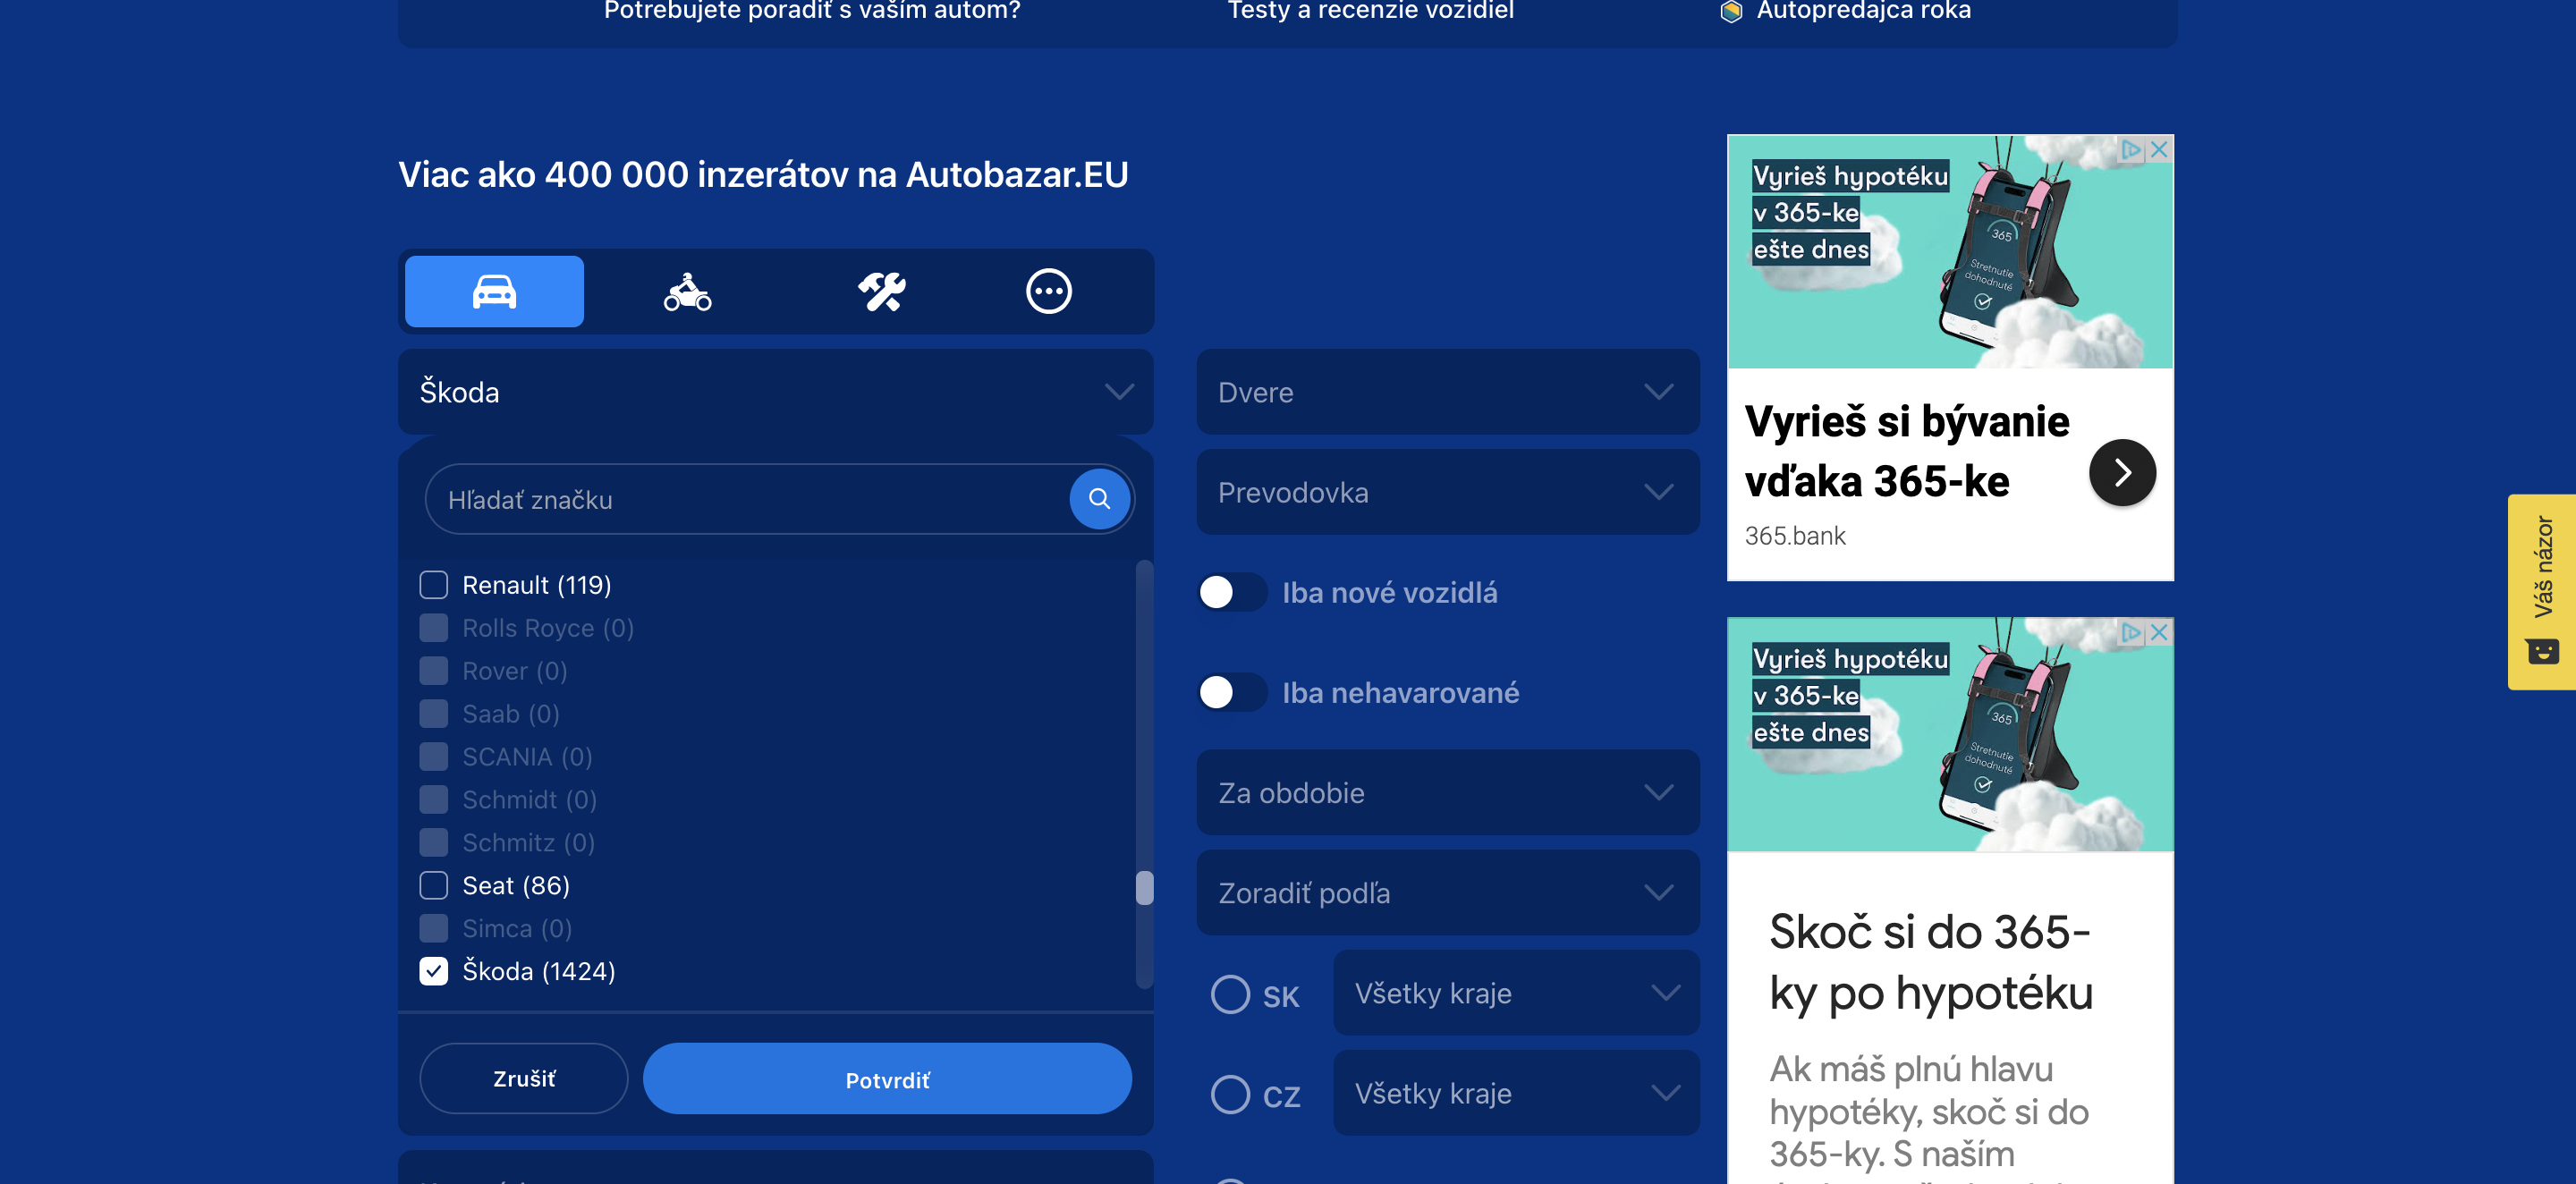 Potrebujete poradiť s vaším autom?
Testy a recenzie vozidiel
Autopredajca roka
Viac ako 400 000 inzerátov na Autobazar.EU
Škoda
Hľadať značku
Renault (119)
Rolls Royce (0)
Rover (0)
Saab (0)
SCANIA (0)
Schmidt (0)
Schmitz (0)
Seat (86)
Simca (0)
Škoda (1424)
Zrušiť
Potvrdiť
Dvere
Prevodovka
Iba nové vozidlá
Iba nehavarované
Za obdobie
Zoradiť podľa
SK
Všetky kraje
CZ
Všetky kraje
Vyrieš hypotéku
v 365-ke
ešte dnes
365
Stretnutie
dohodnuté
Vyrieš si bývanie
vďaka 365-ke
365.bank
Vyrieš hypotéku
v 365-ke
ešte dnes
365
Stretnutie
dohodnuté
Skoč si do 365-
ky po hypotéku
Ak máš plnú hlavu
hypotéky, skoč si do
365-ky. S naším
Váš názor